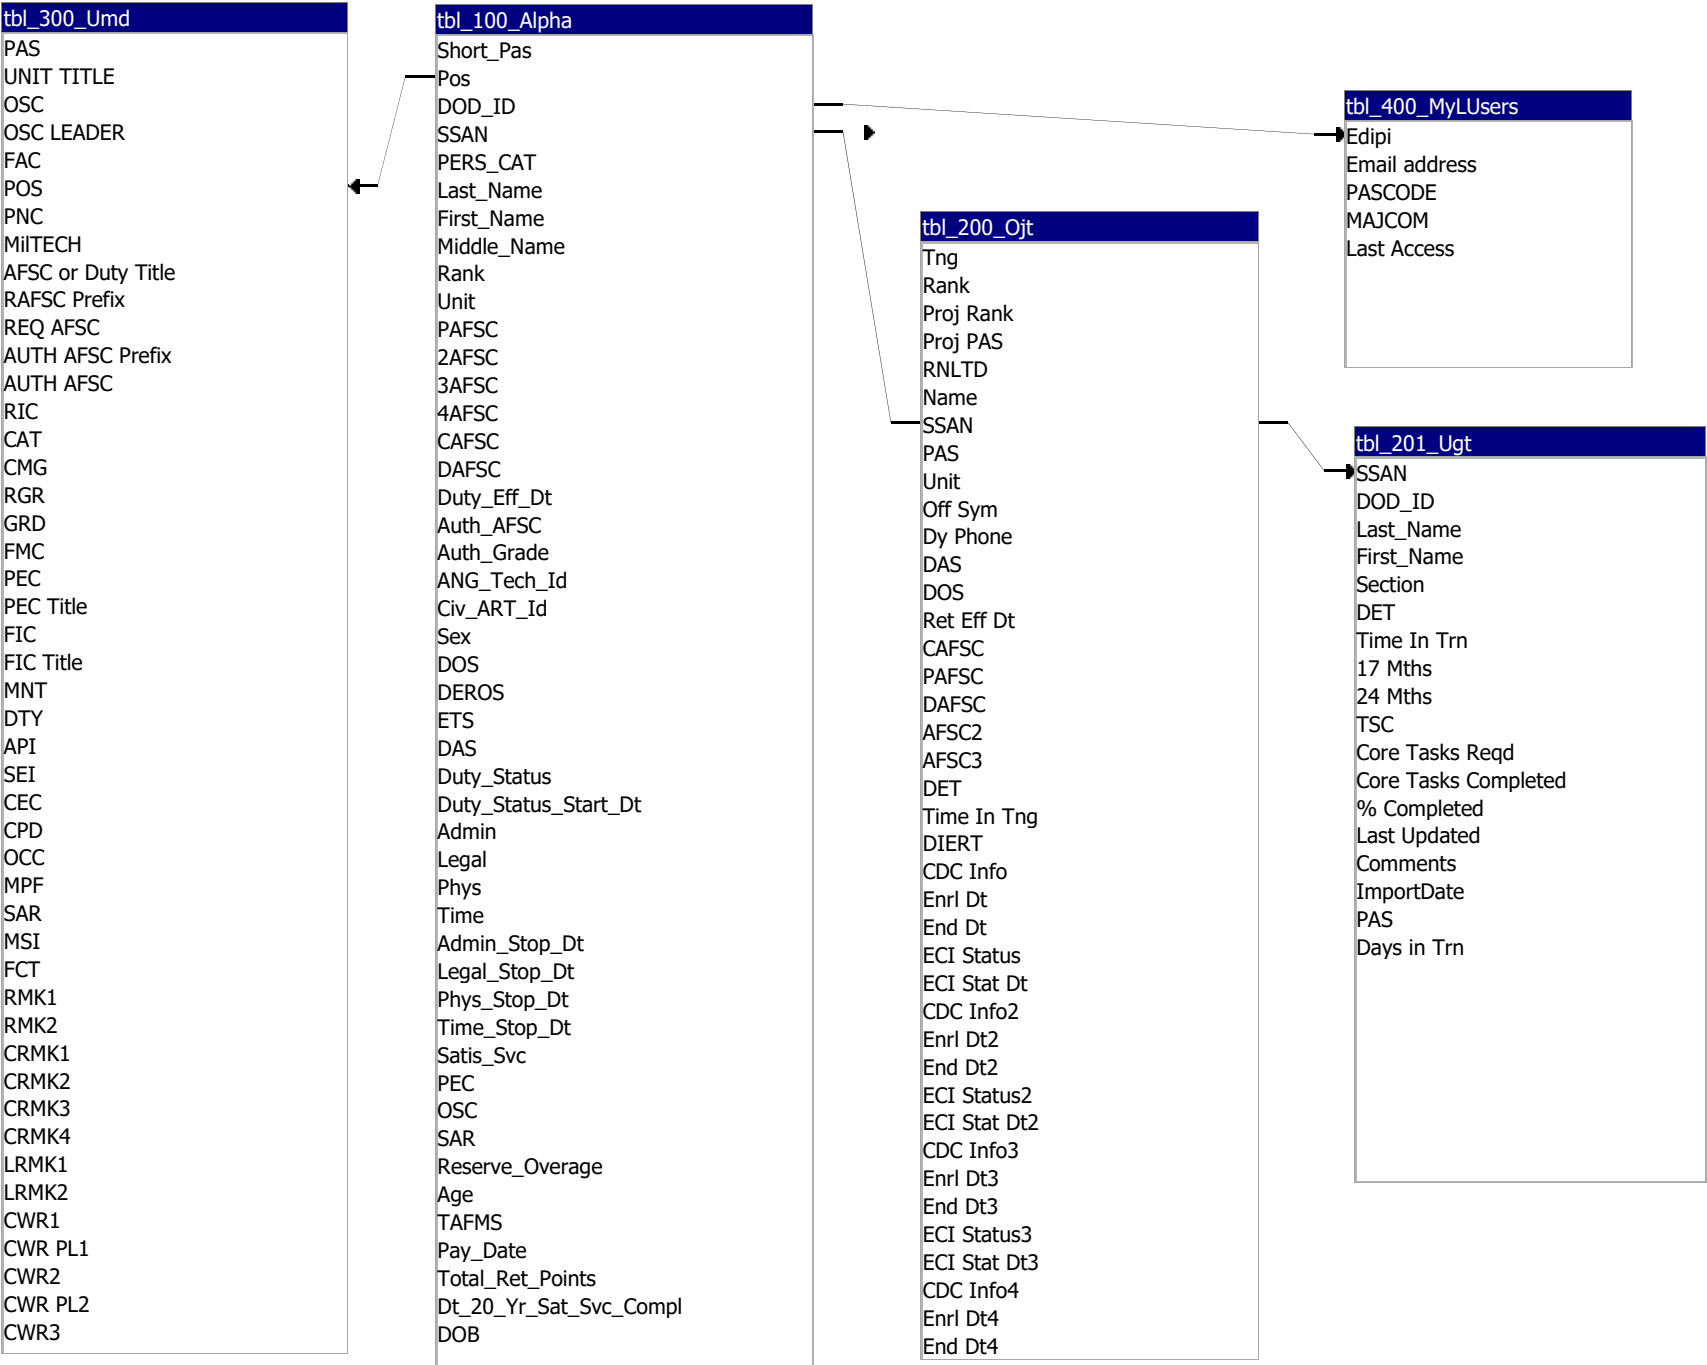 tbl_300_Umd
PAS
UNIT TITLE
OSC
OSC LEADER
FAC
POS
PNC
MilTECH
AFSC or Duty Title
RAFSC Prefix
REQ AFSC
AUTH AFSC Prefix
AUTH AFSC
RIC
CAT
CMG
RGR
GRD
FMC
PEC
PEC Title
FIC
FIC Title
MNT
DTY
API
SEI
CEC
CPD
OCC
MPF
SAR
MSI
FCT
RMK1
RMK2
CRMK1
CRMK2
CRMK3
CRMK4
LRMK1
LRMK2
CWR1
CWR PL1
CWR2
CWR PL2
CWR3
tbl_100_Alpha
Short_Pas
Pos
DOD_ID
SSAN
PERS_CAT
Last_Name
First_Name
Middle_Name
Rank
Unit
PAFSC
2AFSC
3AFSC
4AFSC
CAFSC
DAFSC
Duty_Eff_Dt
Auth_AFSC
Auth_Grade
ANG_Tech_Id
Civ_ART_Id
Sex
DOS
DEROS
ETS
DAS
Duty_Status
Duty_Status_Start_Dt
Admin
Legal
Phys
Time
Admin_Stop_Dt
Legal_Stop_Dt
Phys_Stop_Dt
Time_Stop_Dt
Satis_Svc
PEC
OSC
SAR
Reserve_Overage
Age
TAFMS
Pay_Date
Total_Ret_Points
Dt_20_Yr_Sat_Svc_Compl
DOB
tbl_200_Ojt
Tng
Rank
Proj Rank
Proj PAS
RNLTD
Name
SSAN
PAS
Unit
Off Sym
Dy Phone
DAS
DOS
Ret Eff Dt
CAFSC
PAFSC
DAFSC
AFSC2
AFSC3
DET
Time In Tng
DIERT
CDC Info
Enrl Dt
End Dt
ECI Status
ECI Stat Dt
CDC Info2
Enrl Dt2
End Dt2
ECI Status2
ECI Stat Dt2
CDC Info3
Enrl Dt3
End Dt3
ECI Status3
ECI Stat Dt3
CDC Info4
Enrl Dt4
End Dt4
tbl_400_MyLUsers
Edipi
Email address
PASCODE
MAJCOM
Last Access
tbl_201_Ugt
SSAN
DOD_ID
Last_Name
First_Name
Section
DET
Time In Trn
17 Mths
24 Mths
TSC
Core Tasks Reqd
Core Tasks Completed
% Completed
Last Updated
Comments
ImportDate
PAS
Days in Trn